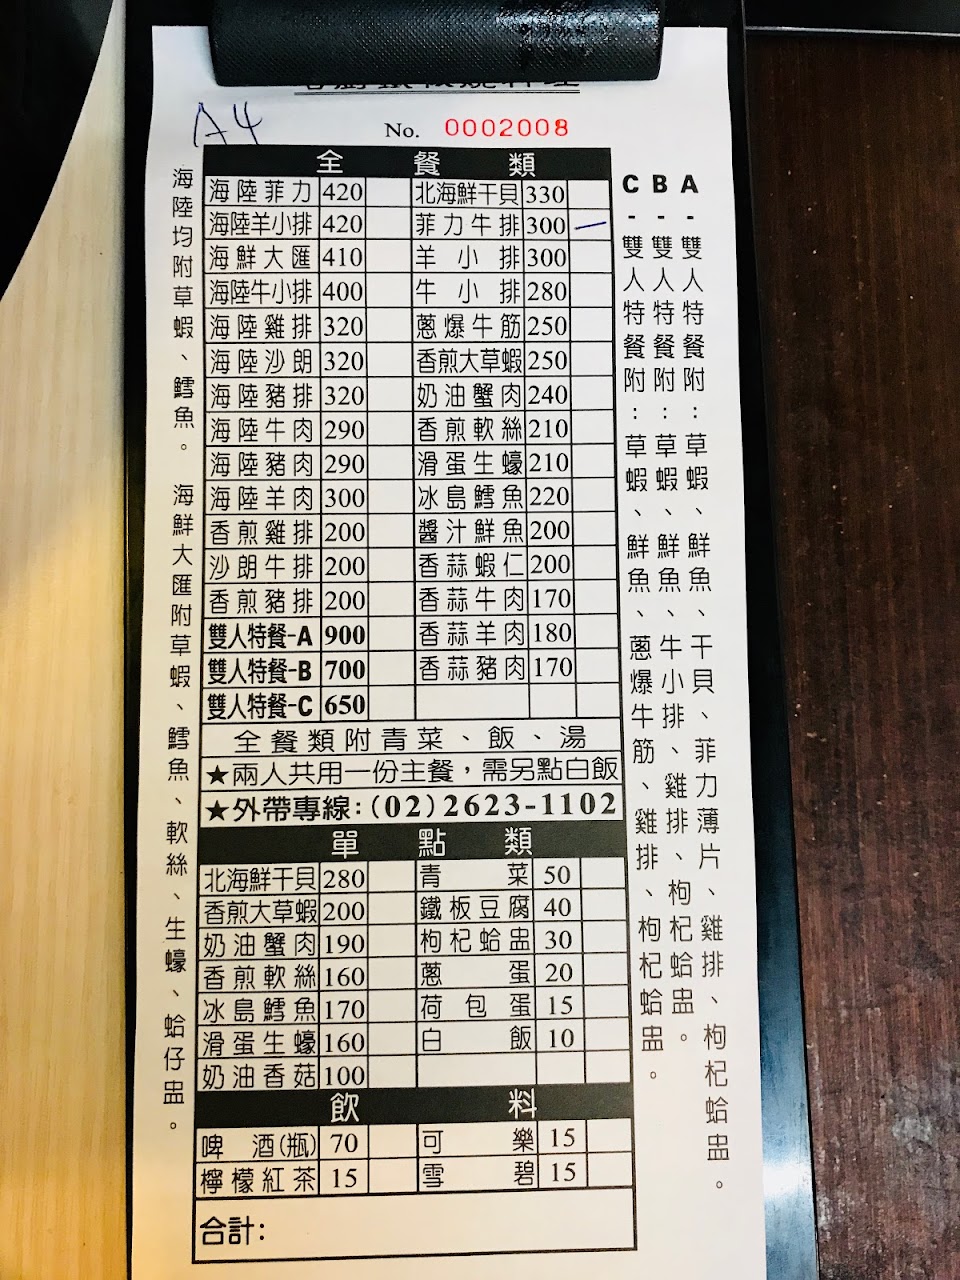 A4
No. 0002008
全餐類
海陸菲力 420 北海鮮干貝 330
海陸羊小排 420 菲力牛排 300 一
海鮮大匯 410 羊小排 300
海陸牛小排 400 牛小排 280
海陸雞排 320 蔥爆牛筋 250
海陸沙朗 320 香煎大草蝦 250
海陸豬排 320 奶油蟹肉 240
海陸牛肉 290 香煎軟絲 210
海陸豬肉 290 滑蛋生蠔 210
海陸羊肉 300 冰島鱈魚 220
香煎雞排 200 醬汁鮮魚 200
沙朗牛排 200 香蒜蝦仁 200
香煎豬排 200 香蒜牛肉 170
雙人特餐-A 900 香蒜羊肉 180
雙人特餐-B 700 香蒜豬肉 170
雙人特餐-C 650
全餐類附青菜、飯、湯
★兩人共用一份主餐，需另點白飯
★外帶專線：(02)2623-1102
單點類
北海鮮干貝 280 青菜 50
香煎大草蝦 200 鐵板豆腐 40
奶油蟹肉 190 枸杞蛤盅 30
香煎軟絲 160 蔥蛋 20
冰島鱈魚 170 荷包蛋 15
滑蛋生蠔 160 白飯 10
奶油香菇 100
飲料
啤酒(瓶) 70 可樂 15
檸檬紅茶 15 雪碧 15
合計：
海陸均附草蝦、鱈魚。海鮮大匯附草蝦、鱈魚、軟絲、生蠔、蛤仔盅。
A-雙人特餐附：草蝦、鮮魚、干貝、菲力薄片、雞排、枸杞蛤盅。
B-雙人特餐附：草蝦、鮮魚、牛小排、雞排、枸杞蛤盅。
C-雙人特餐附：草蝦、鮮魚、蔥爆牛筋、雞排、枸杞蛤盅。